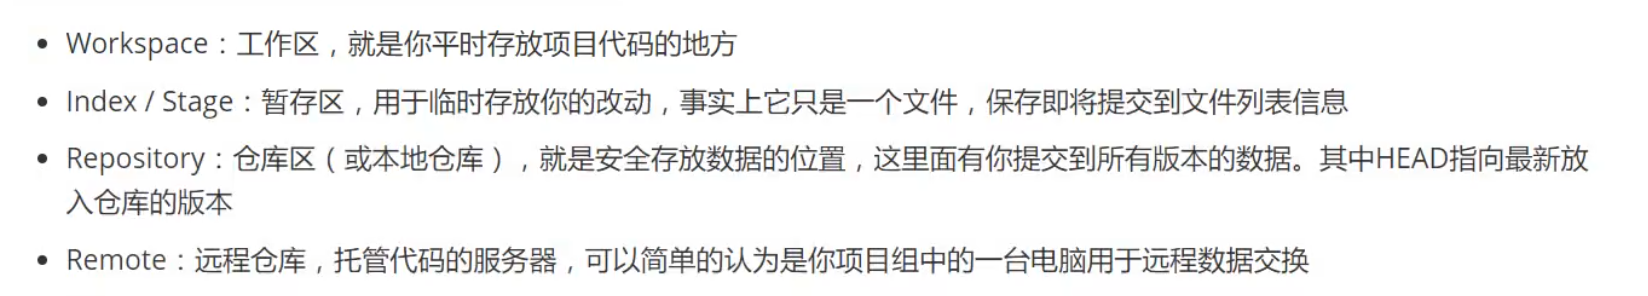 Workspace：工作区，就是你平时存放项目代码的地方
Index / Stage：暂存区，用于临时存放你的改动，事实上它只是一个文件，保存即将提交到文件列表信息
Repository：仓库区（或本地仓库），就是安全存放数据的位置，这里面有你提交到所有版本的数据。其中HEAD指向最新放
入仓库的版本
Remote：远程仓库，托管代码的服务器，可以简单的认为是你项目组中的一台电脑用于远程数据交换